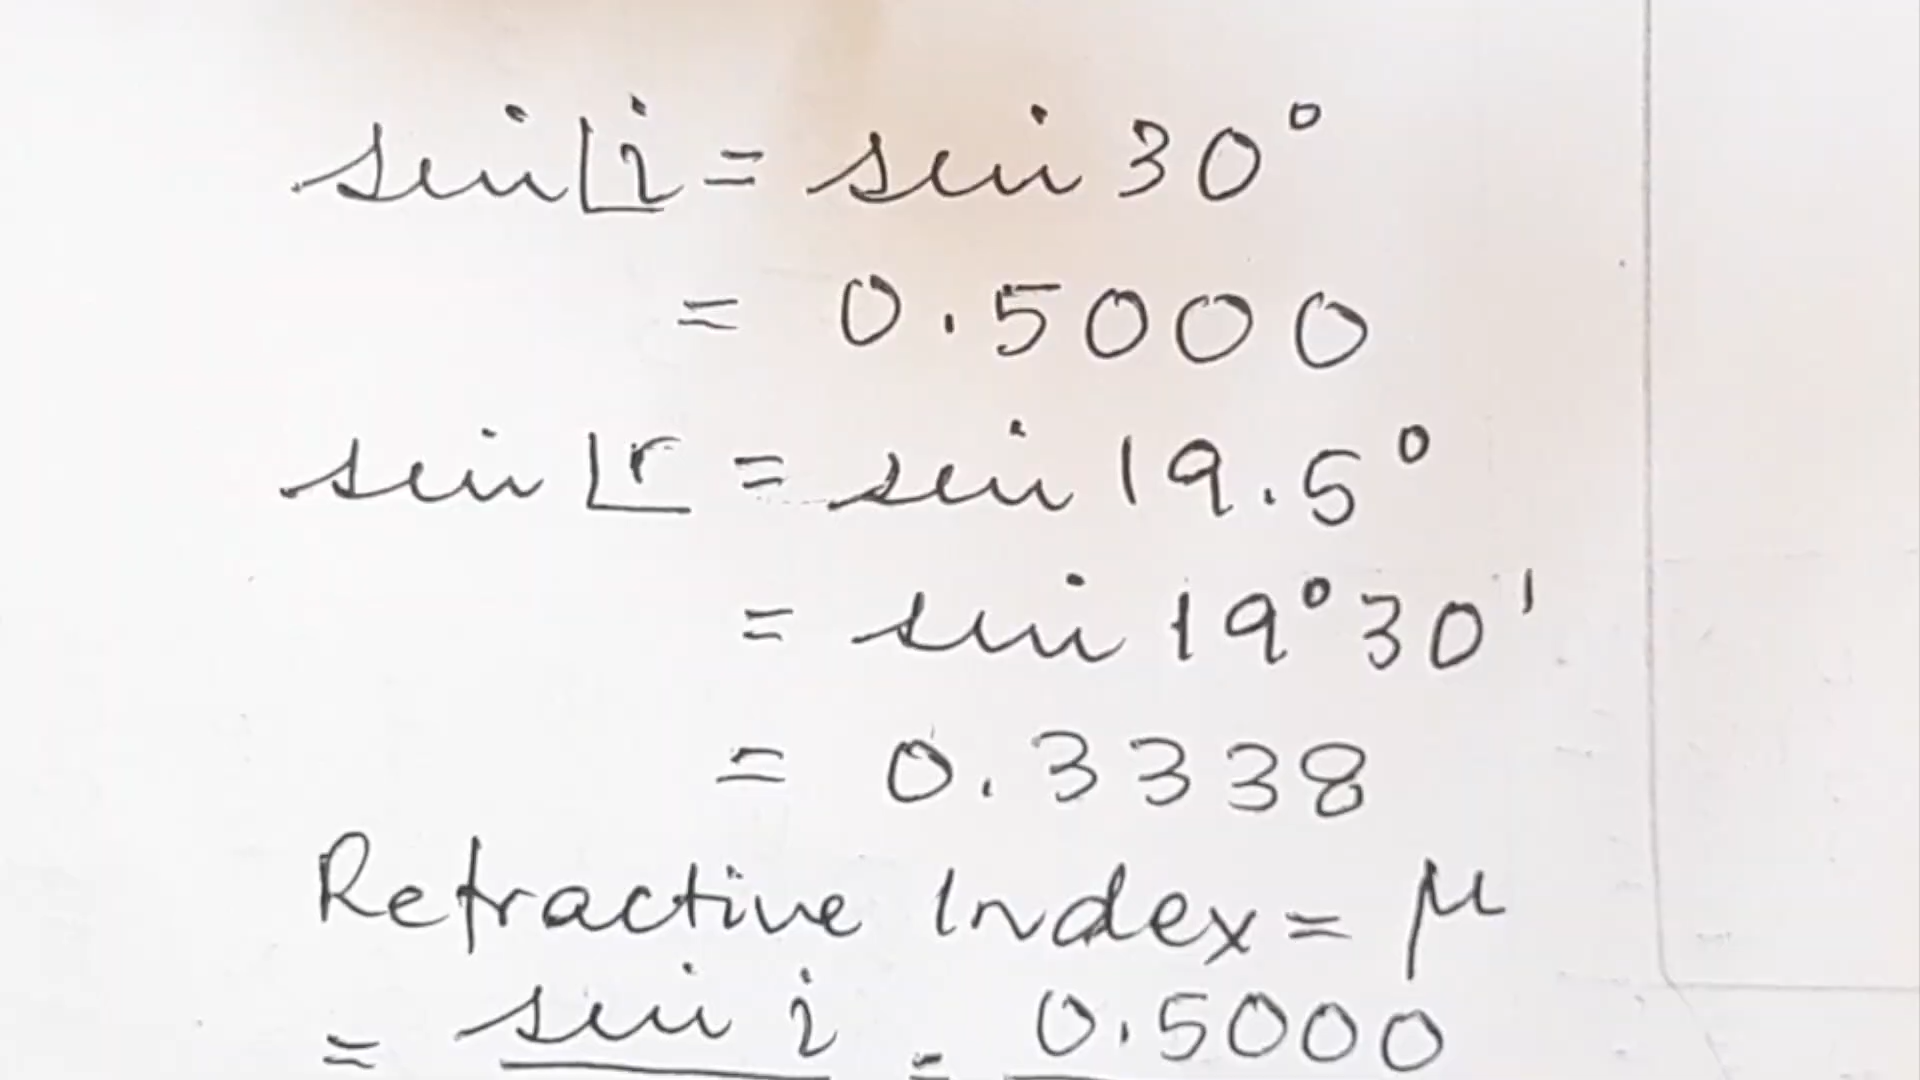 sin∠i = sin 30°
= 0.5000
sin ∠r = sin 19.5°
= sin 19°30'
= 0.3338
Refractive Index = μ
= sin i = 0.5000